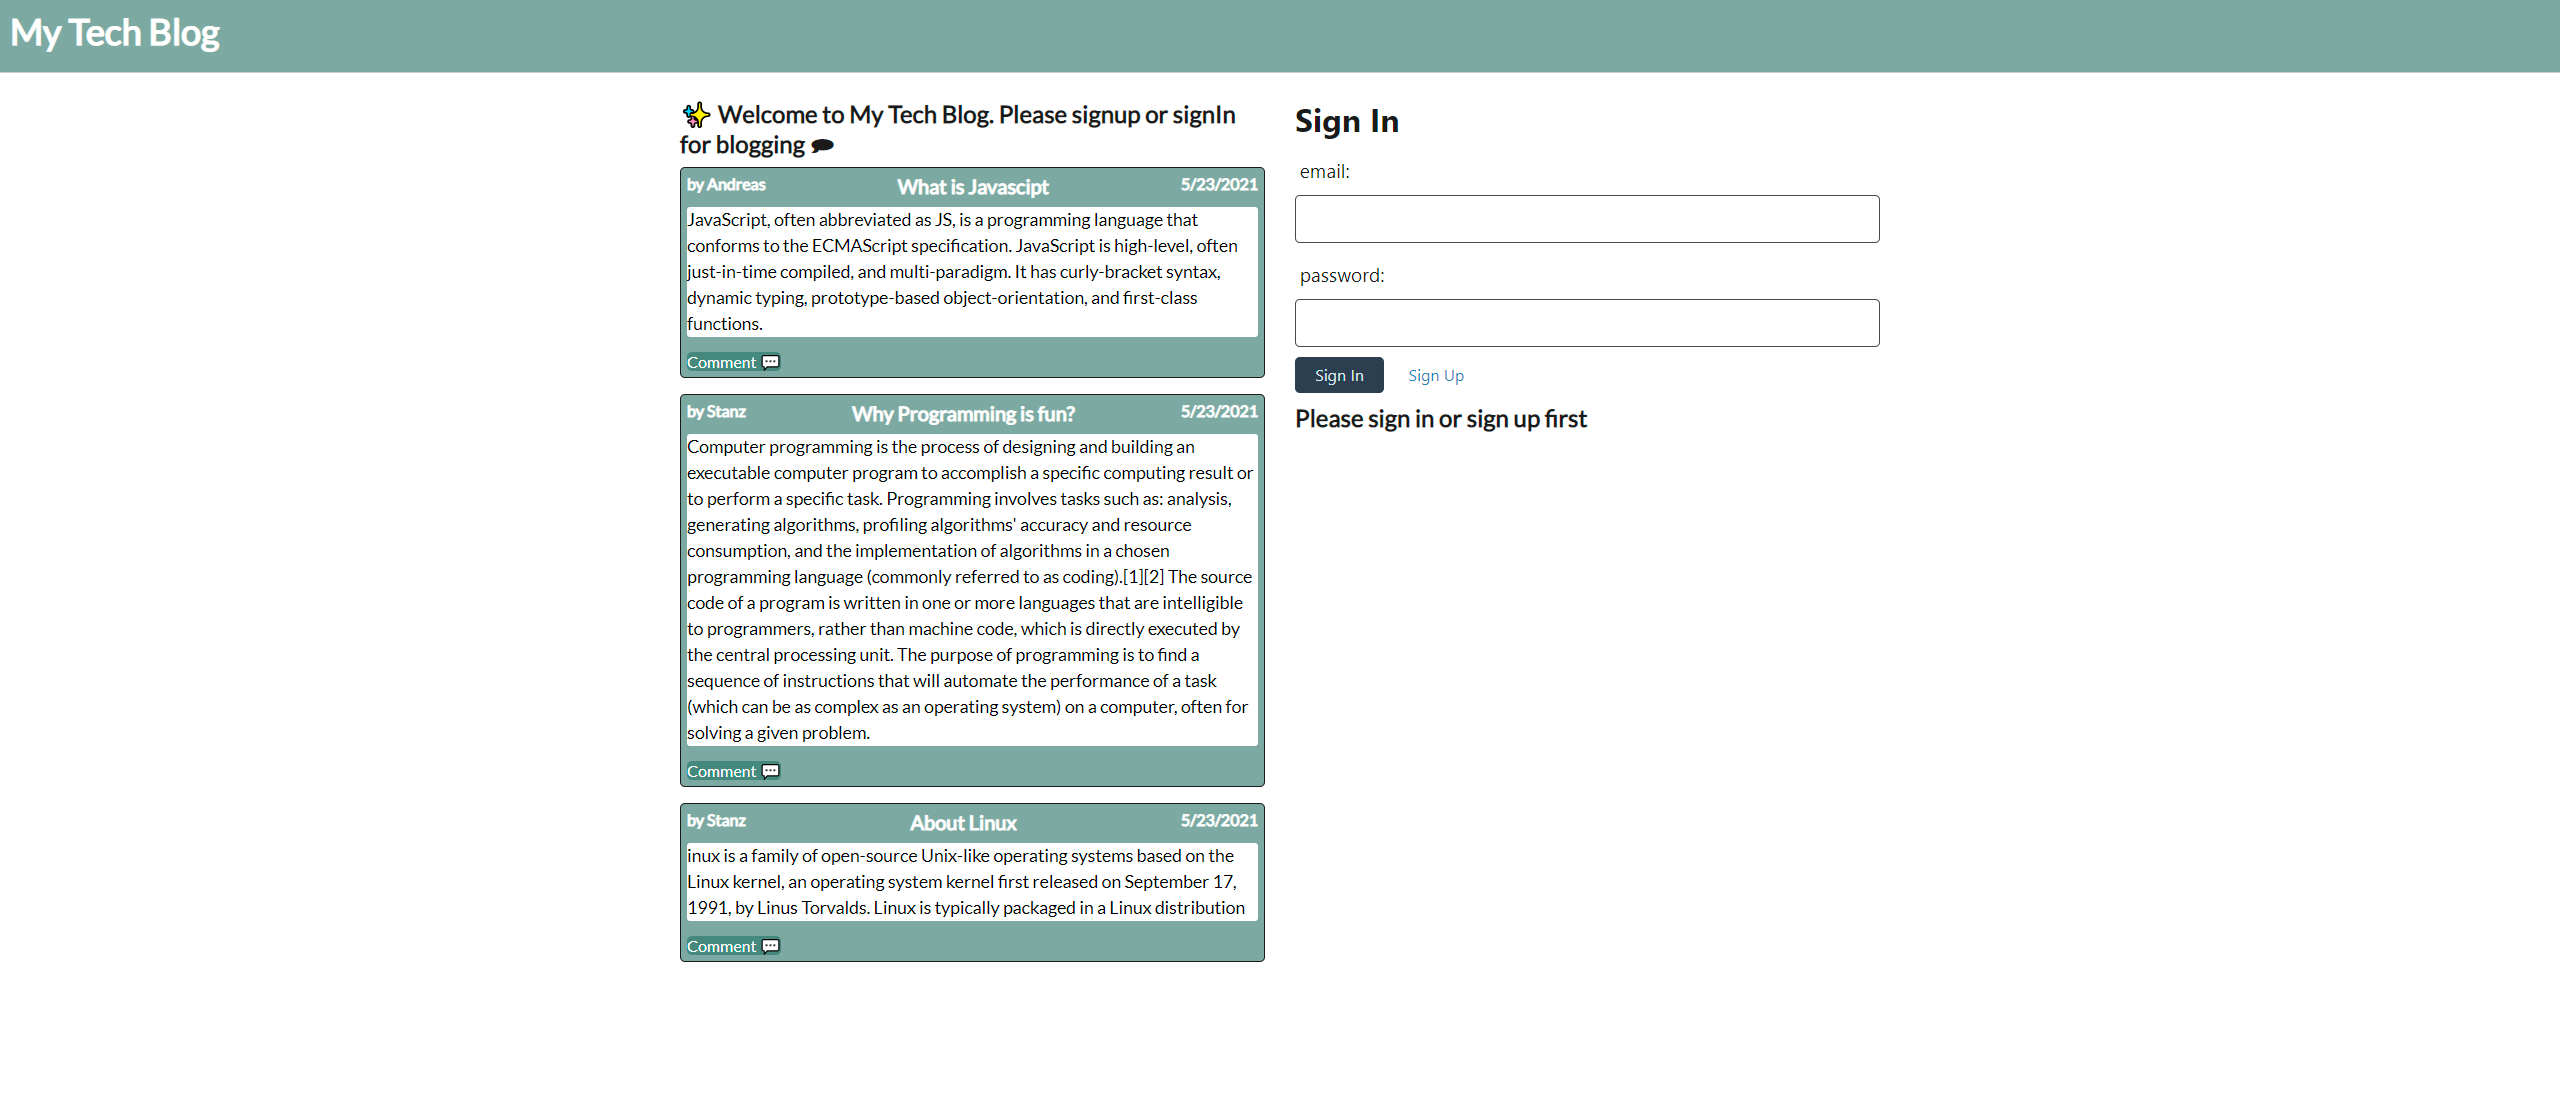 My Tech Blog
✨ Welcome to My Tech Blog. Please signup or signIn
for blogging 🗩
by Andreas What is Javascipt 5/23/2021
JavaScript, often abbreviated as JS, is a programming language that
conforms to the ECMAScript specification. JavaScript is high-level, often
just-in-time compiled, and multi-paradigm. It has curly-bracket syntax,
dynamic typing, prototype-based object-orientation, and first-class
functions.
Comment 💬
by Stanz Why Programming is fun? 5/23/2021
Computer programming is the process of designing and building an
executable computer program to accomplish a specific computing result or
to perform a specific task. Programming involves tasks such as: analysis,
generating algorithms, profiling algorithms' accuracy and resource
consumption, and the implementation of algorithms in a chosen
programming language (commonly referred to as coding).[1][2] The source
code of a program is written in one or more languages that are intelligible
to programmers, rather than machine code, which is directly executed by
the central processing unit. The purpose of programming is to find a
sequence of instructions that will automate the performance of a task
(which can be as complex as an operating system) on a computer, often for
solving a given problem.
Comment 💬
by Stanz About Linux 5/23/2021
inux is a family of open-source Unix-like operating systems based on the
Linux kernel, an operating system kernel first released on September 17,
1991, by Linus Torvalds. Linux is typically packaged in a Linux distribution
Comment 💬
Sign In
email:
password:
Sign In Sign Up
Please sign in or sign up first